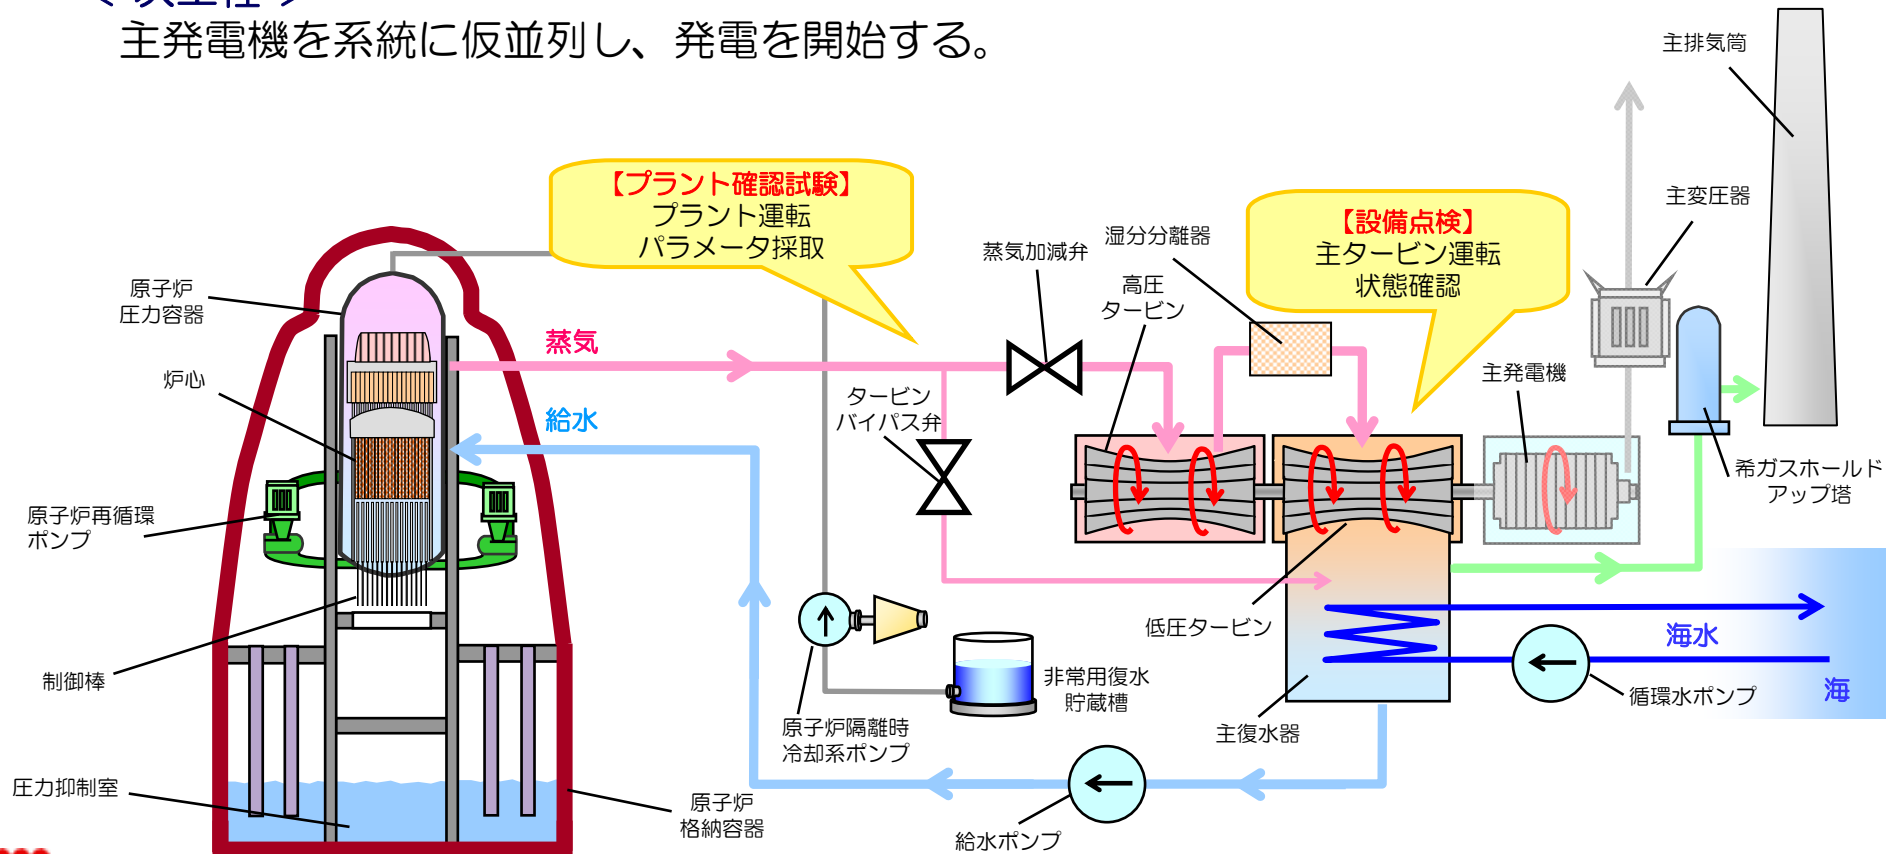 主発電機を系統に仮並列し、発電を開始する。
主排気筒
【プラント確認試験】
プラント運転
パラメータ採取
【設備点検】
主タービン運転
状態確認
主変圧器
湿分分離器
蒸気加減弁
高圧
タービン
原子炉
圧力容器
蒸気
炉心
タービン
バイパス弁
主発電機
給水
希ガスホールド
アップ塔
原子炉再循環
ポンプ
低圧タービン
海水
制御棒
非常用復水
貯蔵槽
海
循環水ポンプ
原子炉隔離時
冷却系ポンプ
主復水器
圧力抑制室
原子炉
格納容器
給水ポンプ